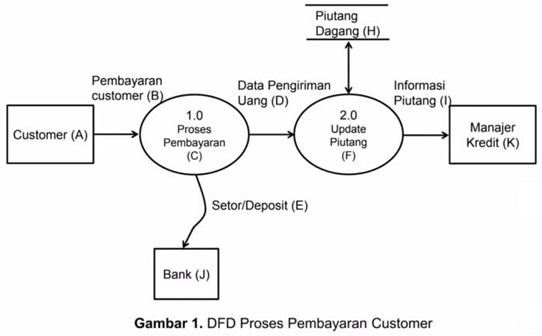 Piutang
Dagang (H)
Pembayaran
customer (B)
Data Pengiriman
Uang (D)
Informasi
Piutang (I)
Customer (A)
1.0
Proses
Pembayaran
(C)
2.0
Update
Piutang
(F)
Manajer
Kredit (K)
Setor/Deposit (E)
Bank (J)
Gambar 1. DFD Proses Pembayaran Customer